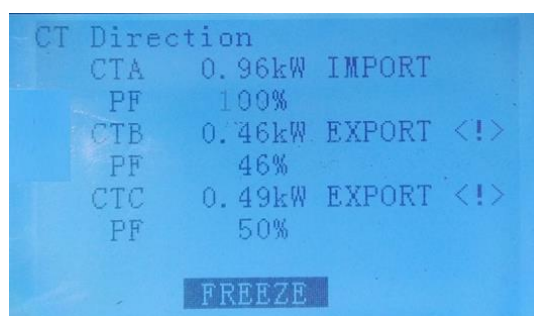 CT Direction
CTA 0.96kW IMPORT
PF 100%
CTB 0.46kW EXPORT <!>
PF 46%
CTC 0.49kW EXPORT <!>
PF 50%
FREEZE